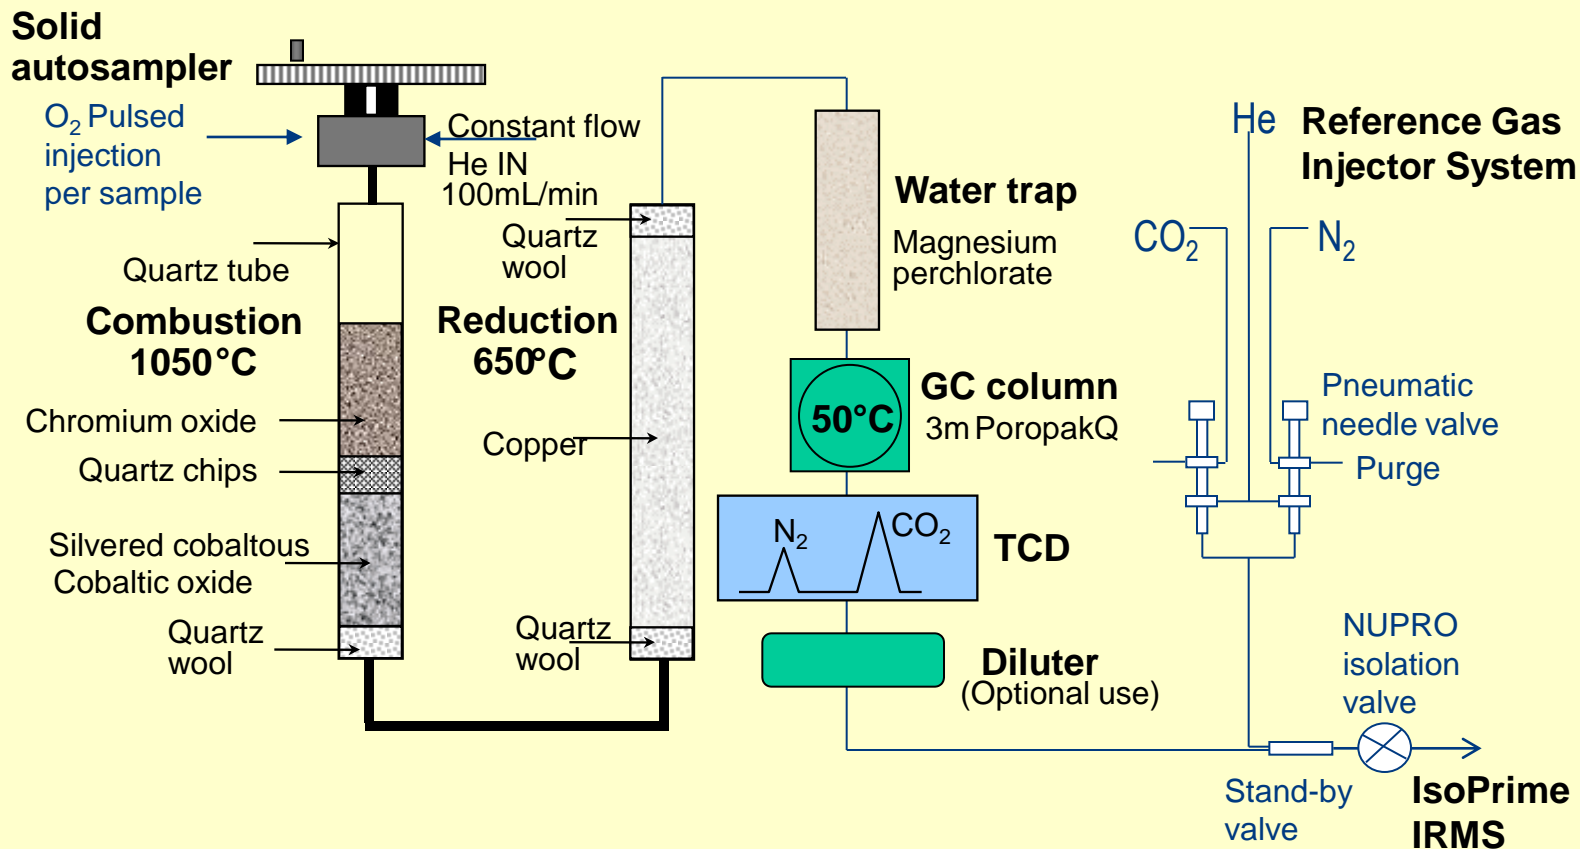 Solid
autosampler
O₂ Pulsed
injection
per sample
Constant flow
He IN
100mL/min
Quartz tube
Combustion
1050°C
Chromium oxide
Quartz chips
Silvered cobaltous
Cobaltic oxide
Quartz
wool
Quartz
wool
Reduction
650°C
Copper
Quartz
wool
Water trap
Magnesium
perchlorate
GC column
50°C
3m PoropakQ
N₂
CO₂
TCD
Diluter
(Optional use)
He
Reference Gas
Injector System
CO₂
N₂
Pneumatic
needle valve
Purge
NUPRO
isolation
valve
Stand-by
valve
IsoPrime
IRMS